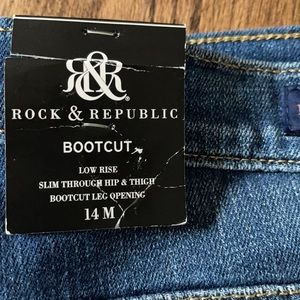 R&R
ROCK & REPUBLIC
BOOTCUT
LOW RISE
SLIM THROUGH HIP & THIGH
BOOTCUT LEG OPENING
14 M